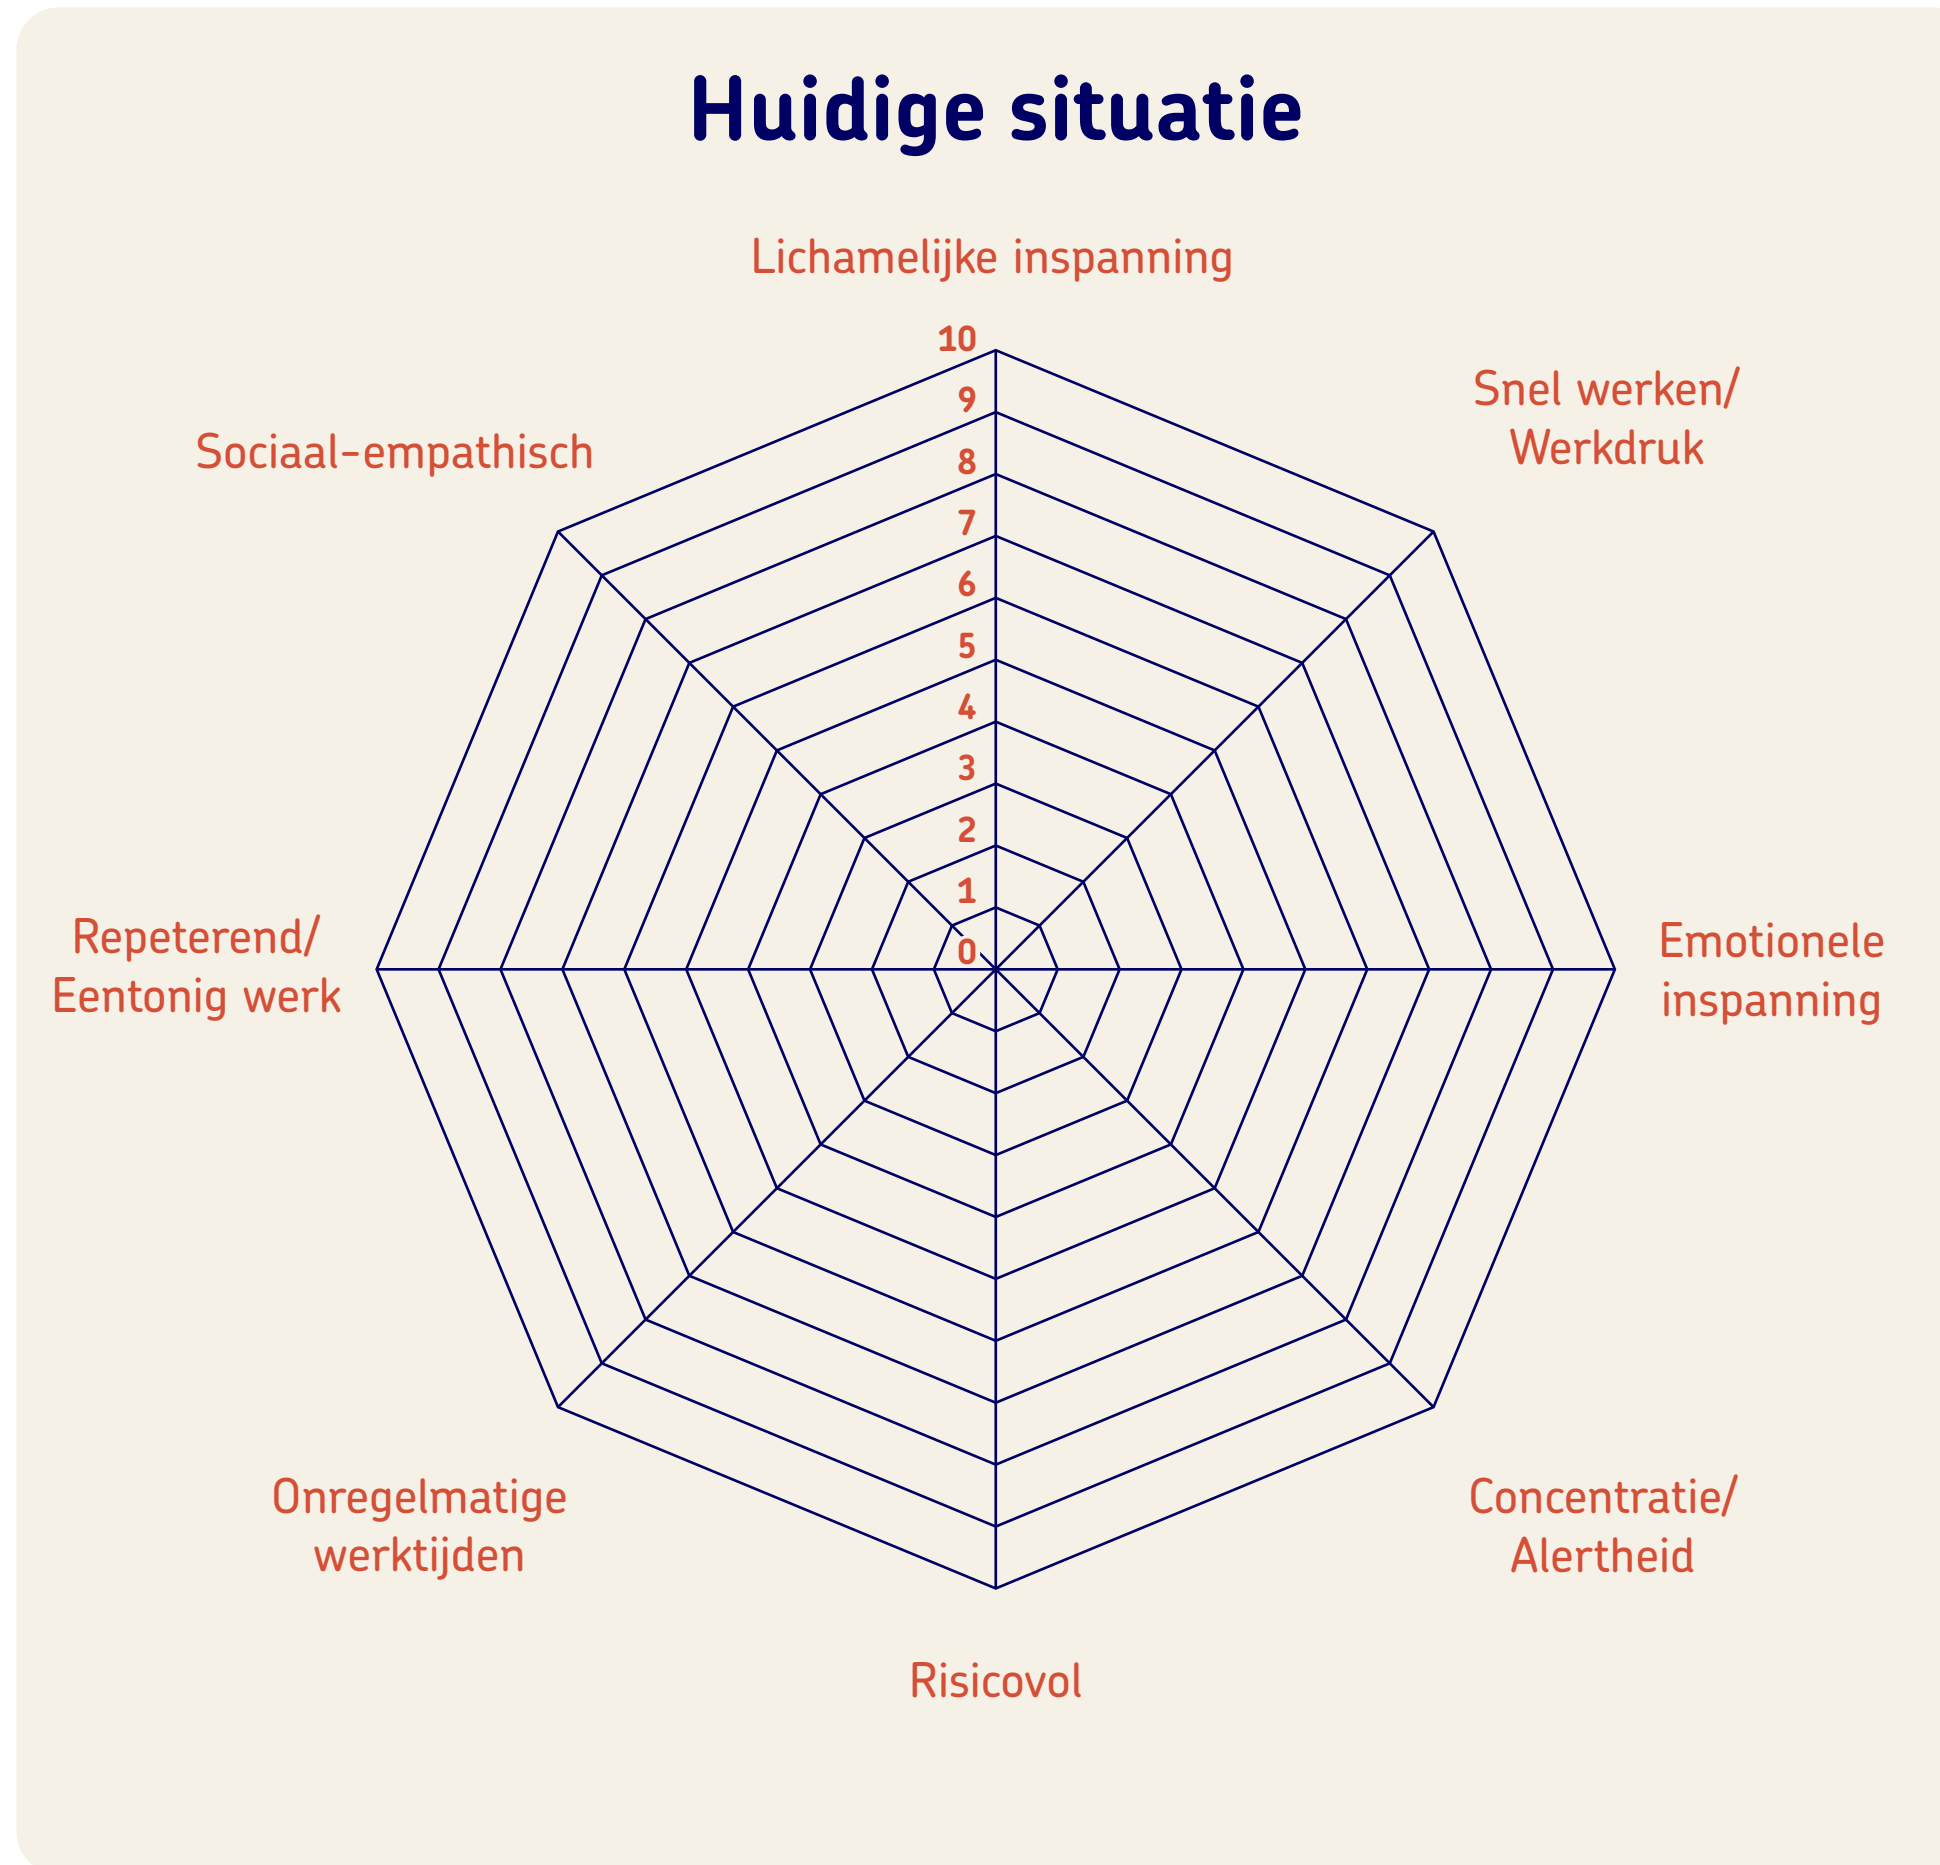 Huidige situatie
Lichamelijke inspanning
Snel werken/
Werkdruk
Emotionele
inspanning
Concentratie/
Alertheid
Risicovol
Onregelmatige
werktijden
Repeterend/
Eentonig werk
Sociaal-empathisch
10
9
8
7
6
5
4
3
2
1
0